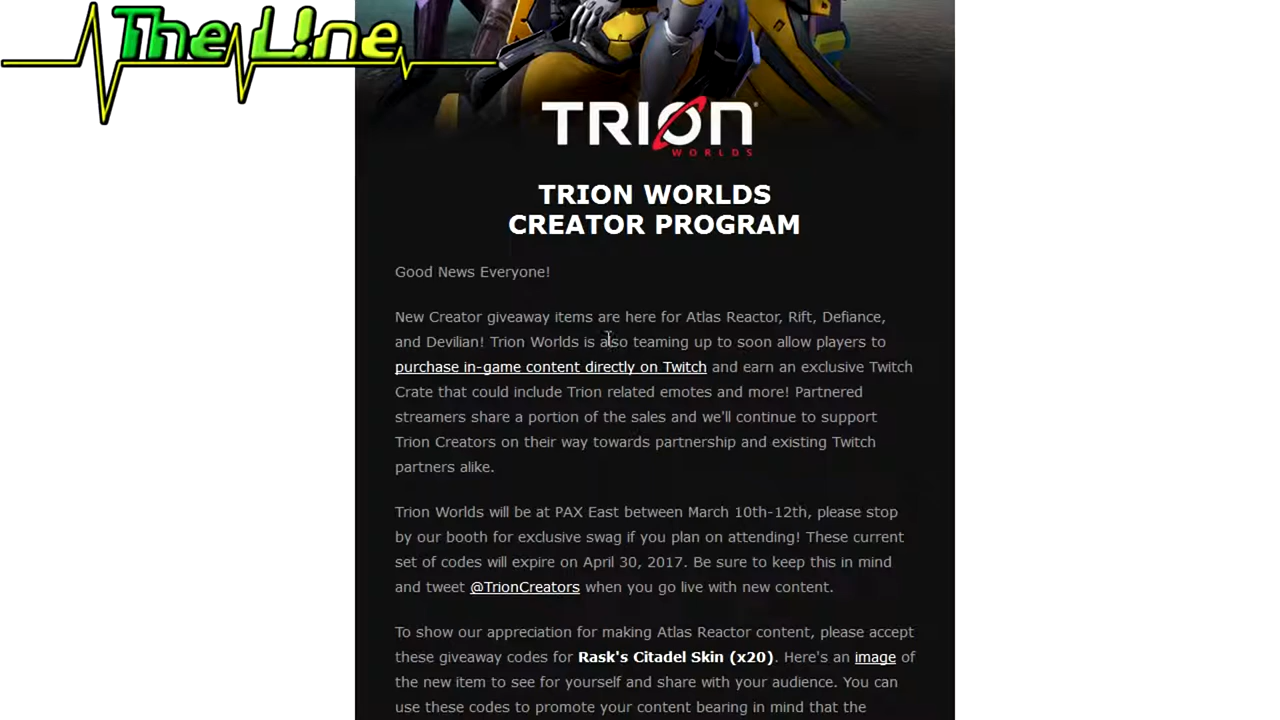 The L!ne
TRION
WORLDS
TRION WORLDS
CREATOR PROGRAM
Good News Everyone!
New Creator giveaway items are here for Atlas Reactor, Rift, Defiance,
and Devilian! Trion Worlds is also teaming up to soon allow players to
purchase in-game content directly on Twitch and earn an exclusive Twitch
Crate that could include Trion related emotes and more! Partnered
streamers share a portion of the sales and we'll continue to support
Trion Creators on their way towards partnership and existing Twitch
partners alike.
Trion Worlds will be at PAX East between March 10th-12th, please stop
by our booth for exclusive swag if you plan on attending! These current
set of codes will expire on April 30, 2017. Be sure to keep this in mind
and tweet @TrionCreators when you go live with new content.
To show our appreciation for making Atlas Reactor content, please accept
these giveaway codes for Rask's Citadel Skin (x20). Here's an image of
the new item to see for yourself and share with your audience. You can
use these codes to promote your content bearing in mind that the